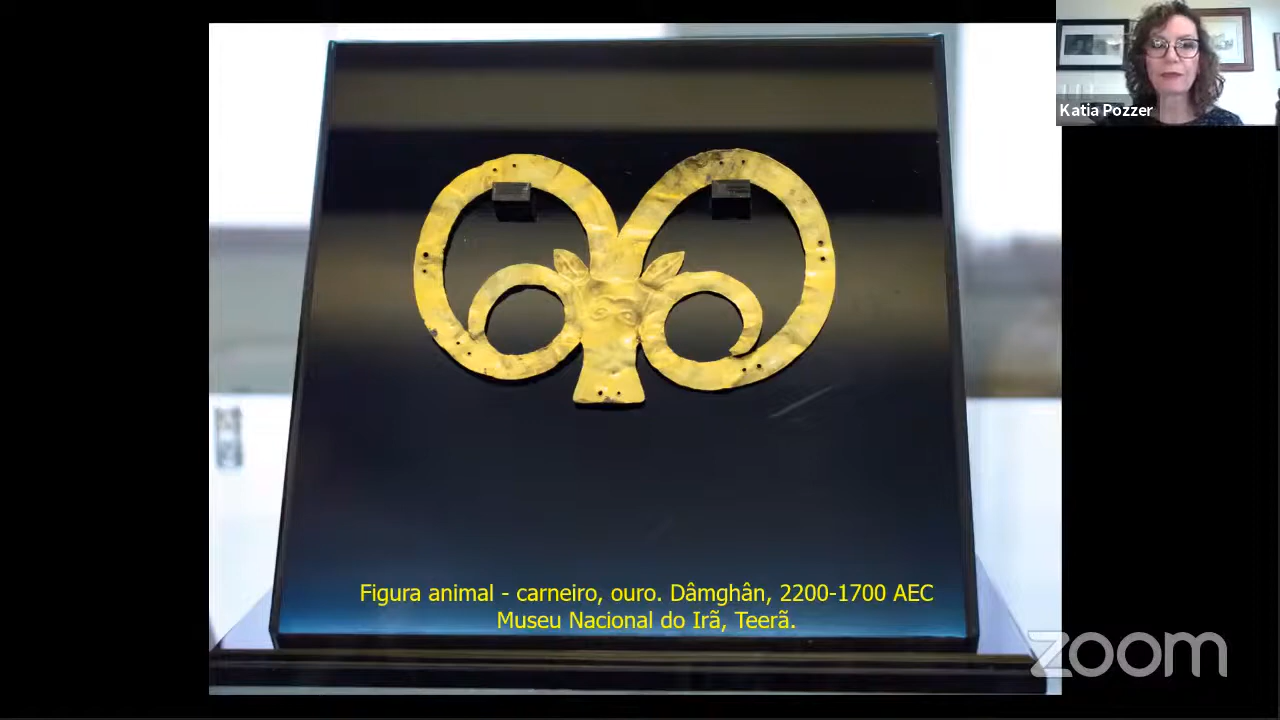 Katia Pozzer
Figura animal - carneiro, ouro. Dâmghân, 2200-1700 AEC
Museu Nacional do Irã, Teerã.
zoom